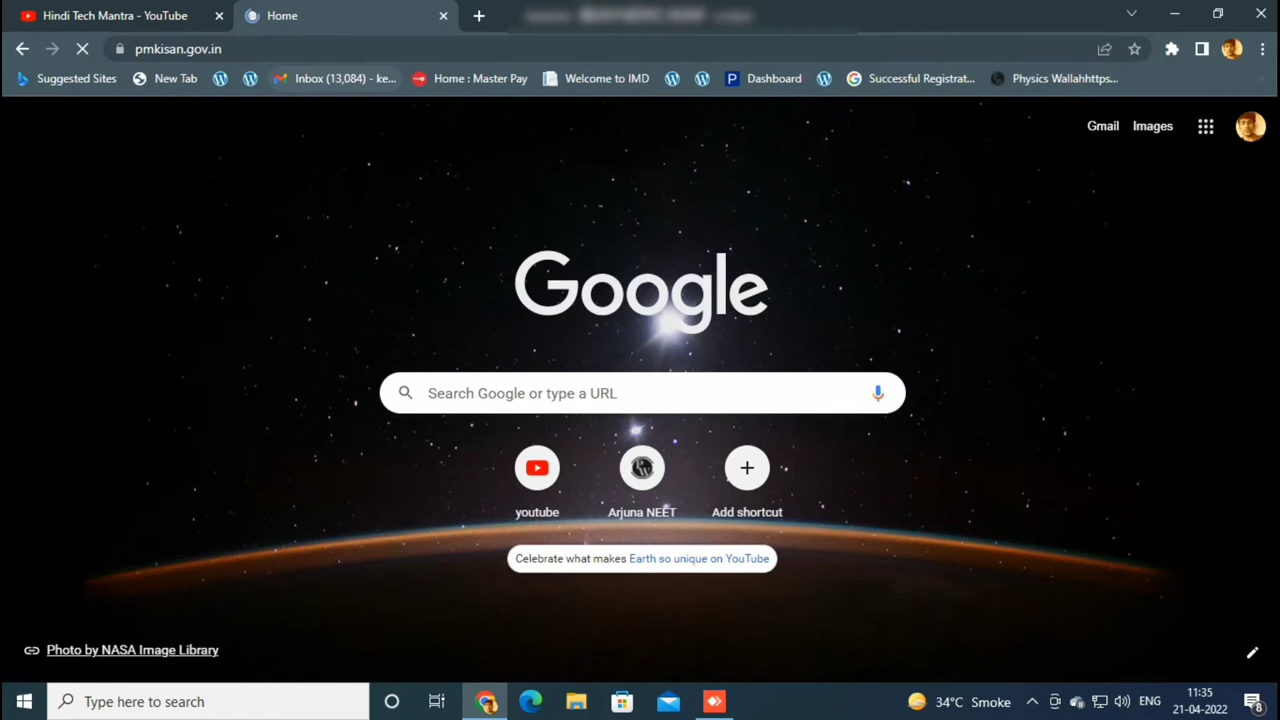 Hindi Tech Mantra - YouTube
Home
pmkisan.gov.in
Suggested Sites
New Tab
Inbox (13,084) - ke...
Home : Master Pay
Welcome to IMD
Dashboard
Successful Registrat...
Physics Wallahhttps...
Gmail
Images
Google
Search Google or type a URL
youtube
Arjuna NEET
Add shortcut
Celebrate what makes Earth so unique on YouTube
Photo by NASA Image Library
Type here to search
34°C Smoke
ENG
11:35
21-04-2022
8